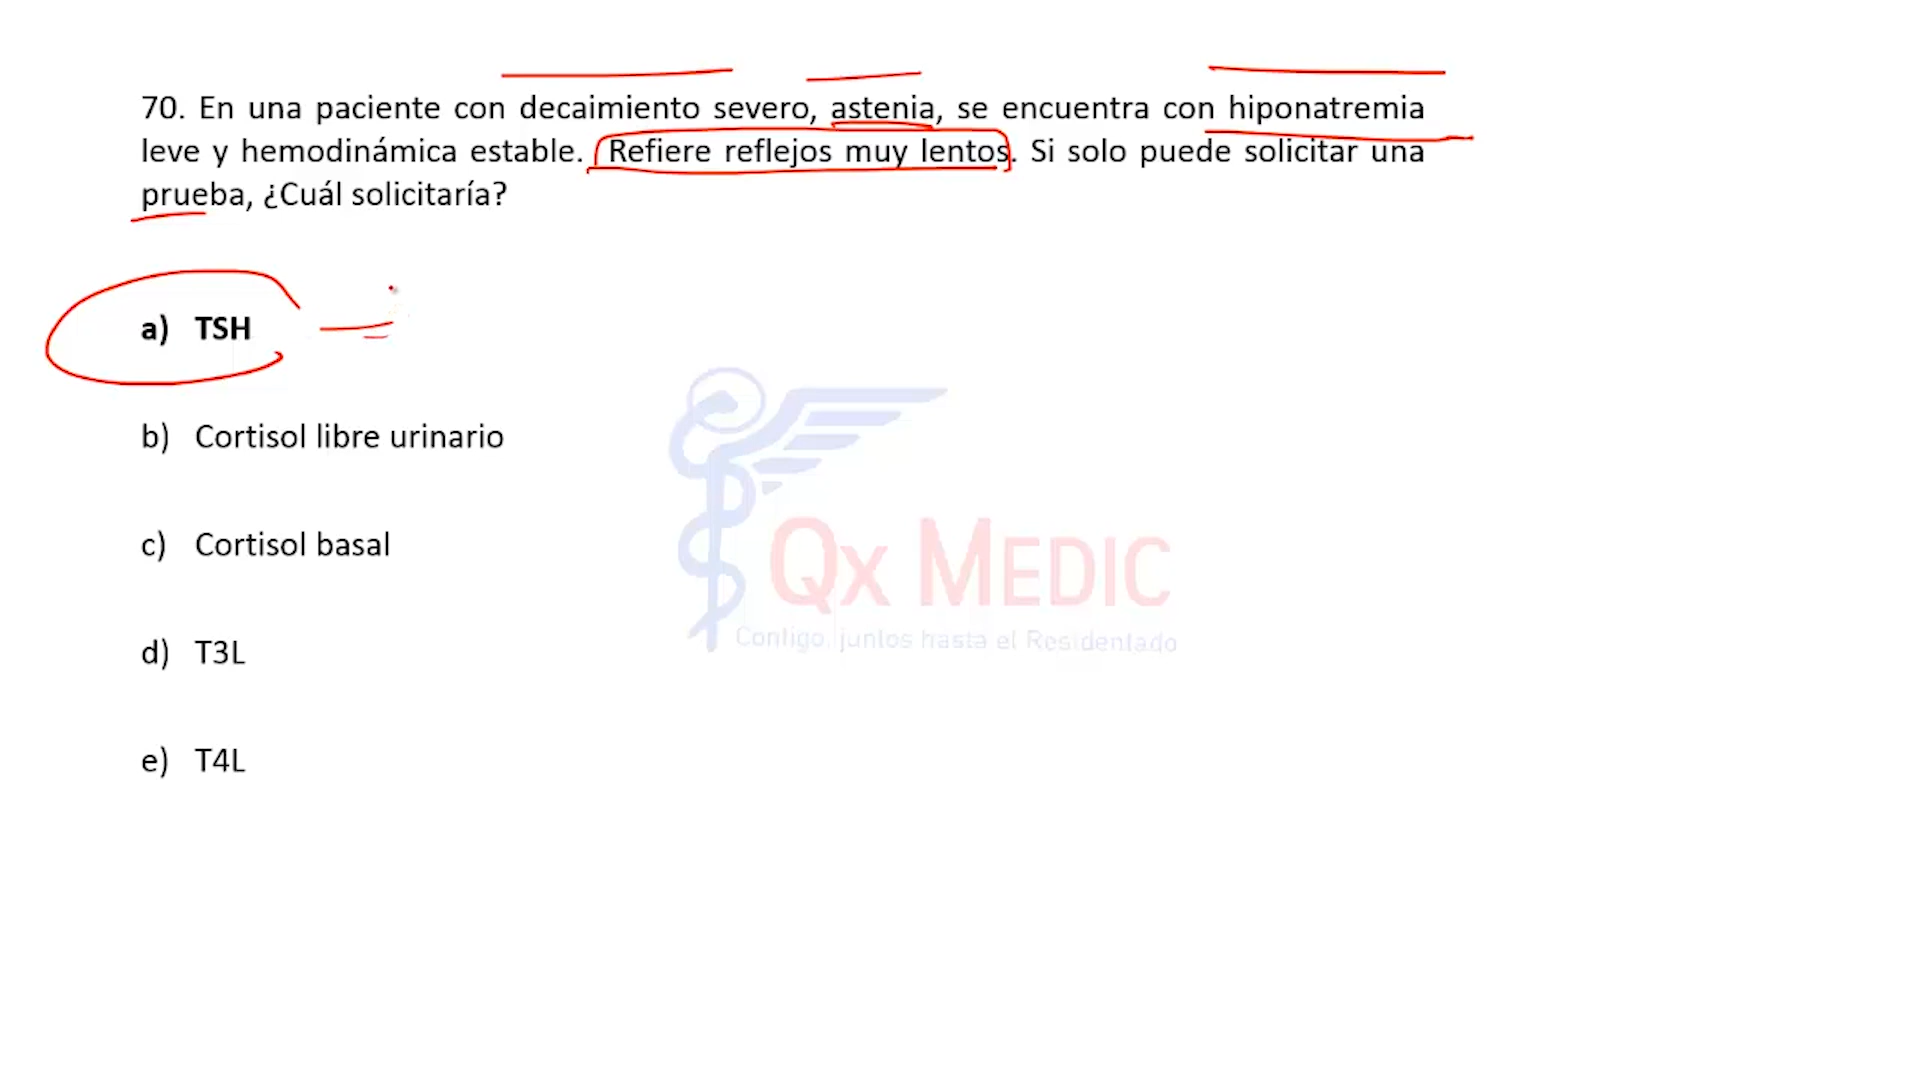 70. En una paciente con decaimiento severo, astenia, se encuentra con hiponatremia
leve y hemodinámica estable. Refiere reflejos muy lentos. Si solo puede solicitar una
prueba, ¿Cuál solicitaría?
a) TSH
b) Cortisol libre urinario
c) Cortisol basal
d) T3L
e) T4L
Qx MEDIC
Contigo, juntos hasta el Residentado